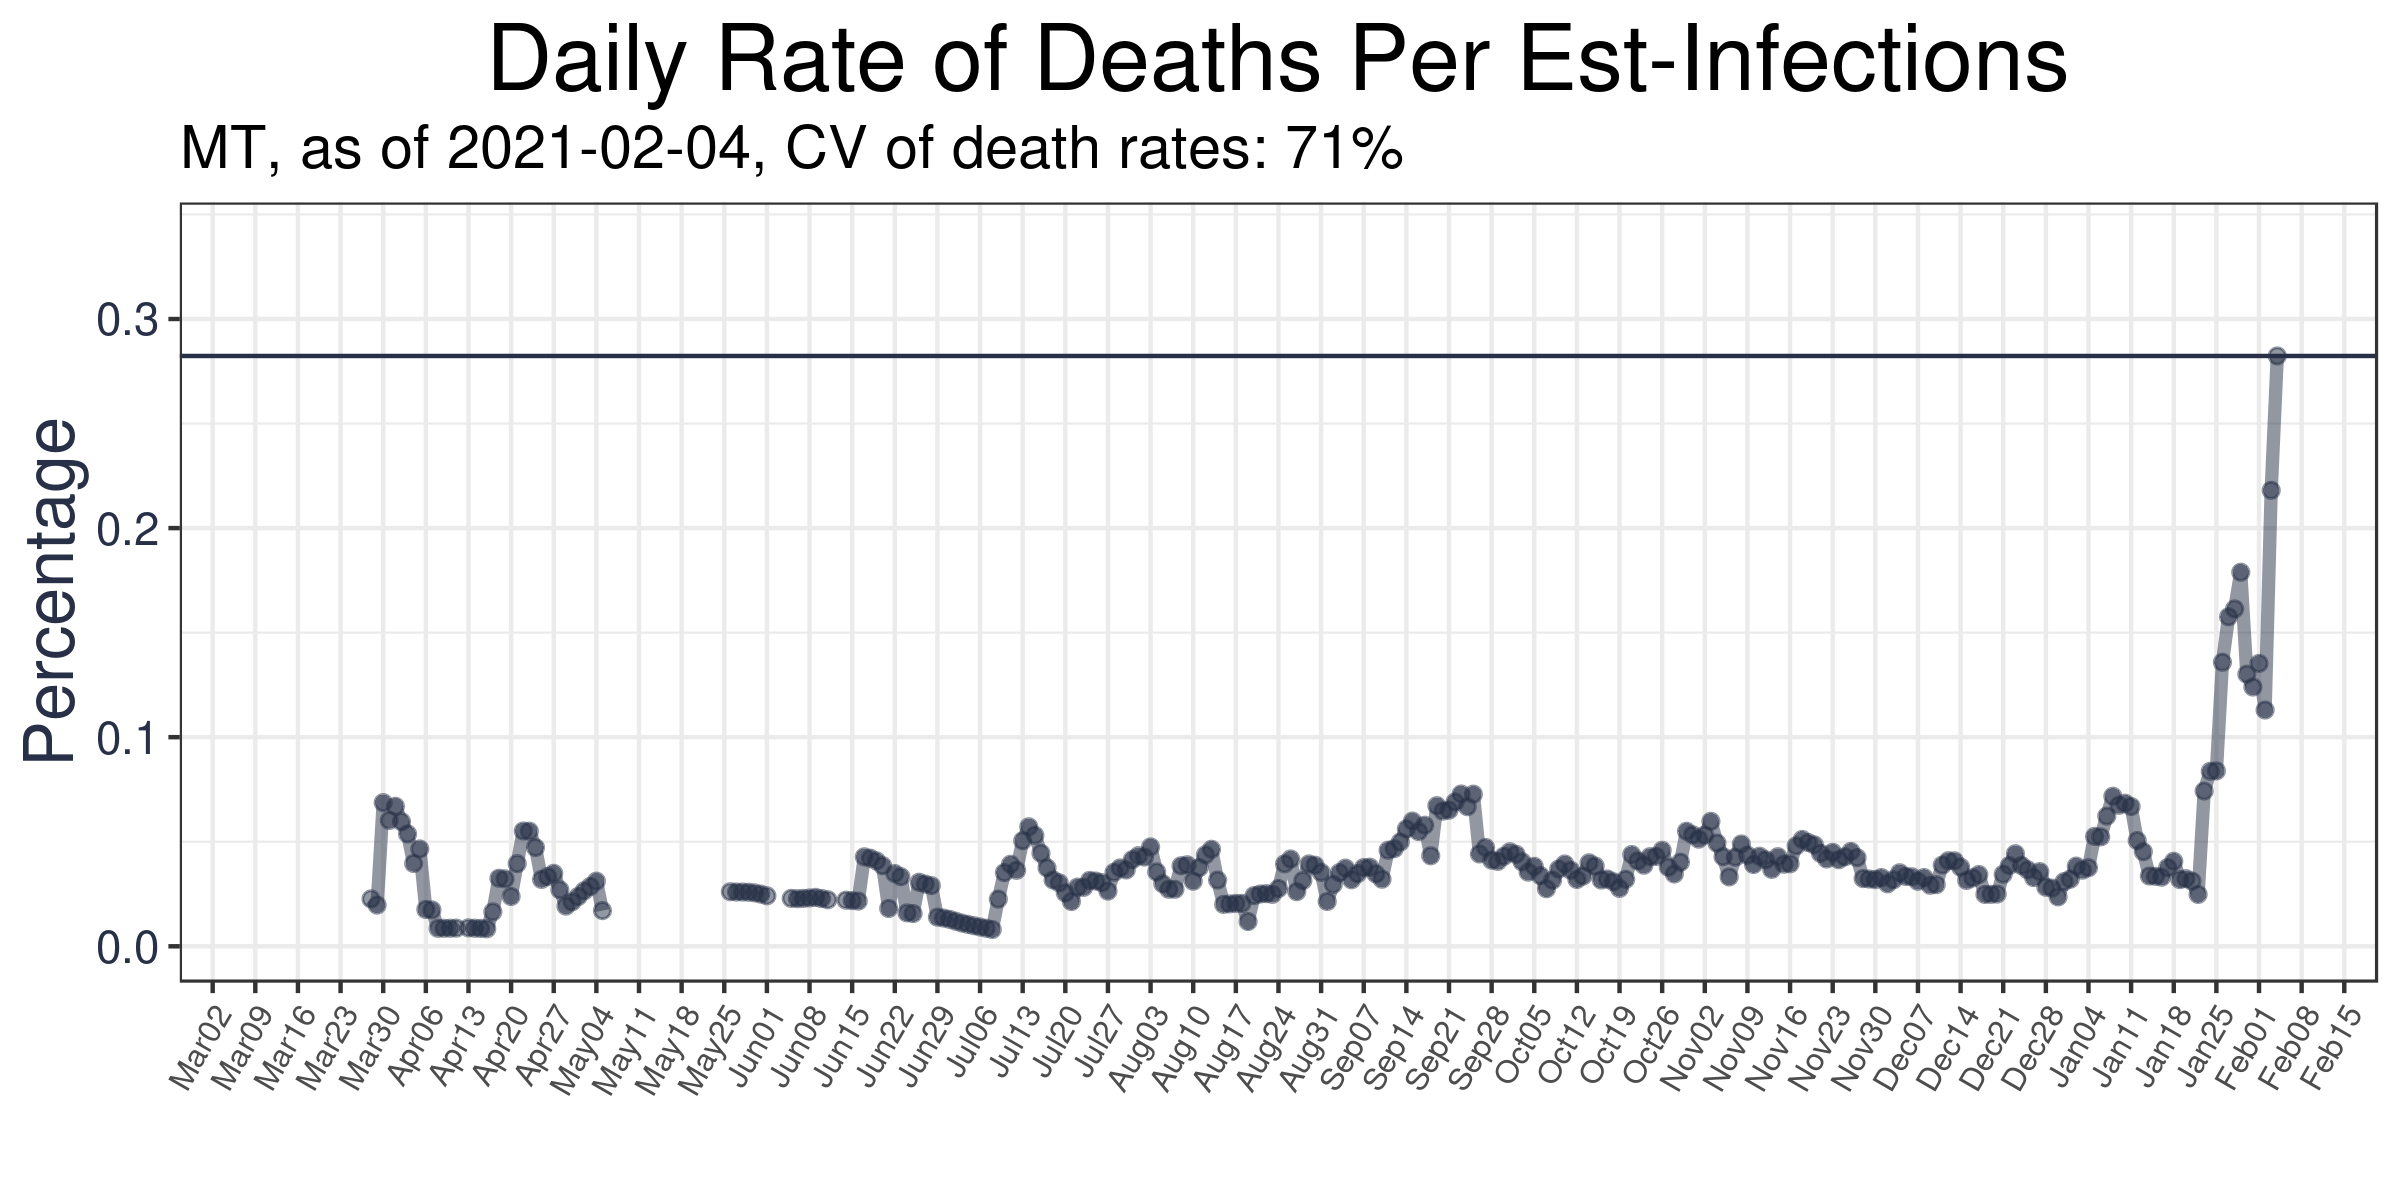 Daily Rate of Deaths Per Est-Infections
MT, as of 2021-02-04, CV of death rates: 71%
Percentage
0.3
0.2
0.1
0.0
Mar02
Mar09
Mar16
Mar23
Mar30
Apr06
Apr13
Apr20
Apr27
May04
May11
May18
May25
Jun01
Jun08
Jun15
Jun22
Jun29
Jul06
Jul13
Jul20
Jul27
Aug03
Aug10
Aug17
Aug24
Aug31
Sep07
Sep14
Sep21
Sep28
Oct05
Oct12
Oct19
Oct26
Nov02
Nov09
Nov16
Nov23
Nov30
Dec07
Dec14
Dec21
Dec28
Jan04
Jan11
Jan18
Jan25
Feb01
Feb08
Feb15